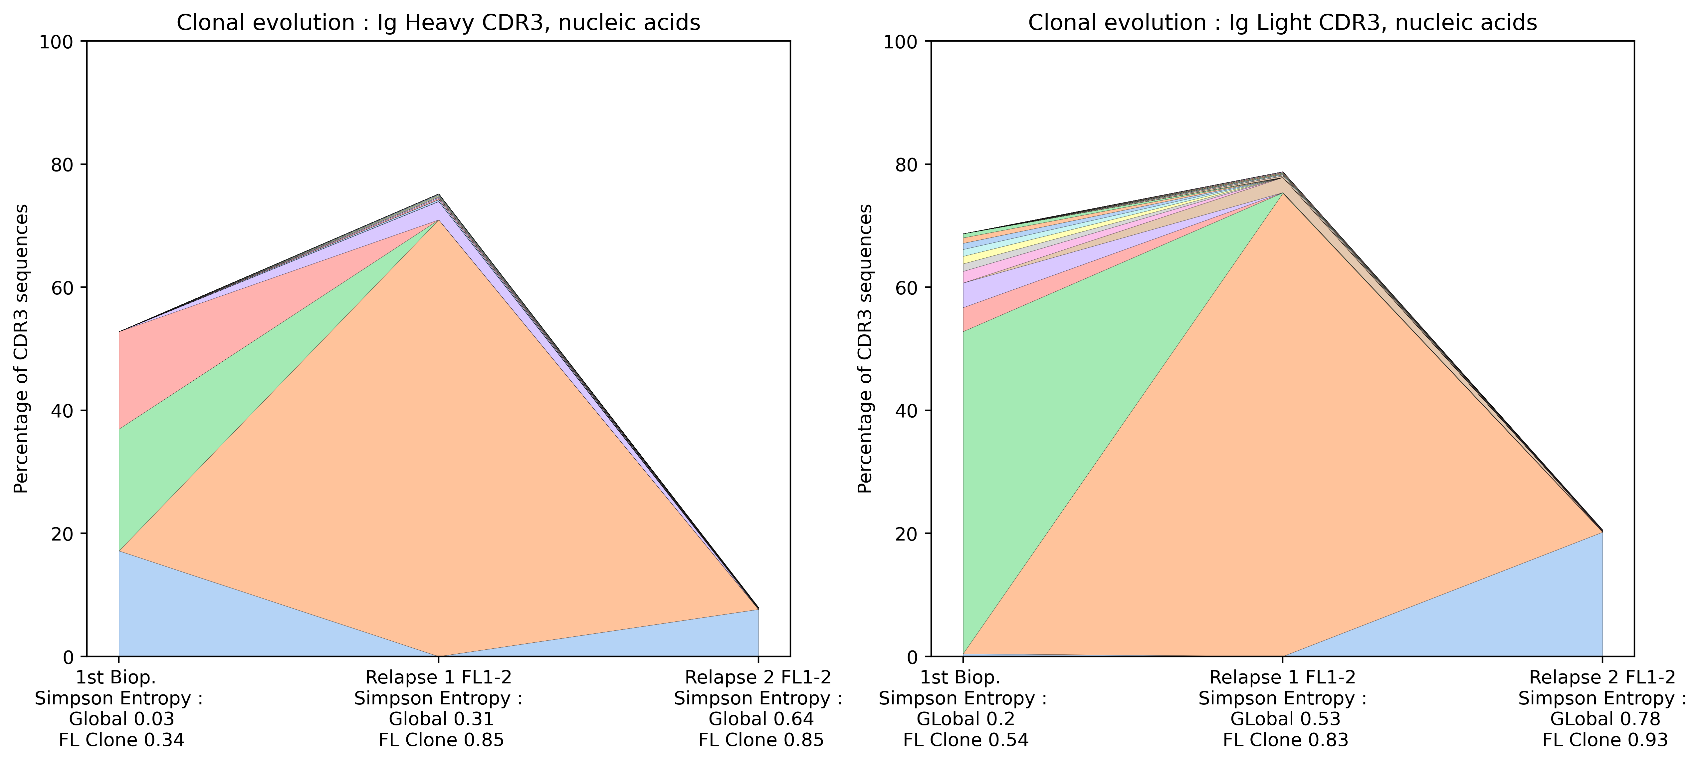 Clonal evolution : Ig Heavy CDR3, nucleic acids
Percentage of CDR3 sequences
100
80
60
40
20
0
1st Biop.
Simpson Entropy :
Global 0.03
FL Clone 0.34
Relapse 1 FL1-2
Simpson Entropy :
Global 0.31
FL Clone 0.85
Relapse 2 FL1-2
Simpson Entropy :
Global 0.64
FL Clone 0.85
Clonal evolution : Ig Light CDR3, nucleic acids
Percentage of CDR3 sequences
100
80
60
40
20
0
1st Biop.
Simpson Entropy :
GLobal 0.2
FL Clone 0.54
Relapse 1 FL1-2
Simpson Entropy :
GLobal 0.53
FL Clone 0.83
Relapse 2 FL1-2
Simpson Entropy :
GLobal 0.78
FL Clone 0.93